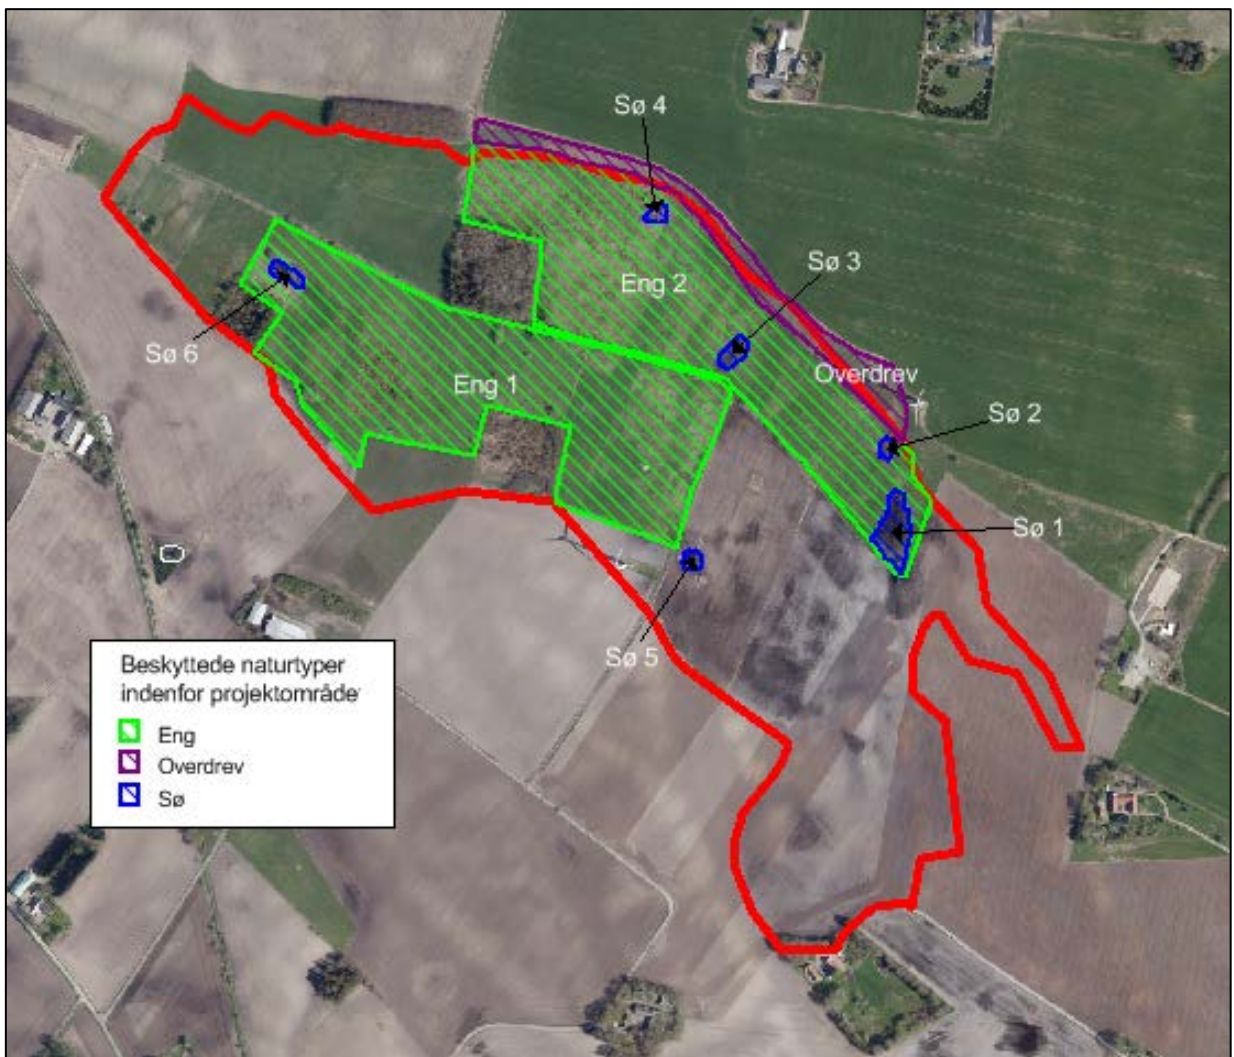 Sø 4
Sø 3
Eng 2
Sø 6
Eng 1
Overdrev
Sø 2
Sø 1
Sø 5
Beskyttede naturtyper
indenfor projektområde
Eng
Overdrev
Sø